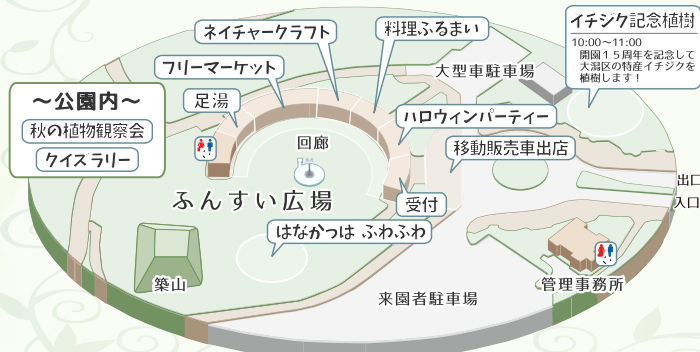 イチジク記念植樹
10:00〜11:00
開園１５周年を記念して
大潟区の特産イチジクを
植樹します！
ネイチャークラフト
料理ふるまい
フリーマーケット
大型車駐車場
足湯
〜公園内〜
秋の植物観察会
クイズラリー
ハロウィンパーティー
回廊
移動販売車出店
出口
入口
ふんすい広場
受付
はなかっぱ ふわふわ
築山
管理事務所
来園者駐車場